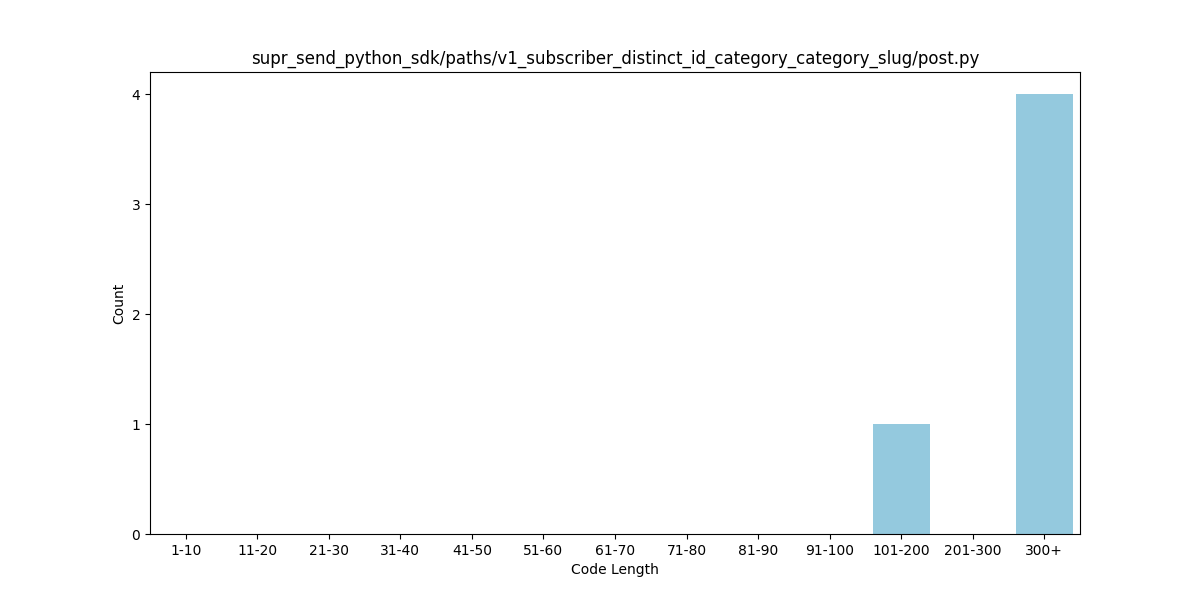 supr_send_python_sdk/paths/v1_subscriber_distinct_id_category_category_slug/post.py
4
3
2
1
0
Count
1-10 11-20 21-30 31-40 41-50 51-60 61-70 71-80 81-90 91-100 101-200 201-300 300+
Code Length